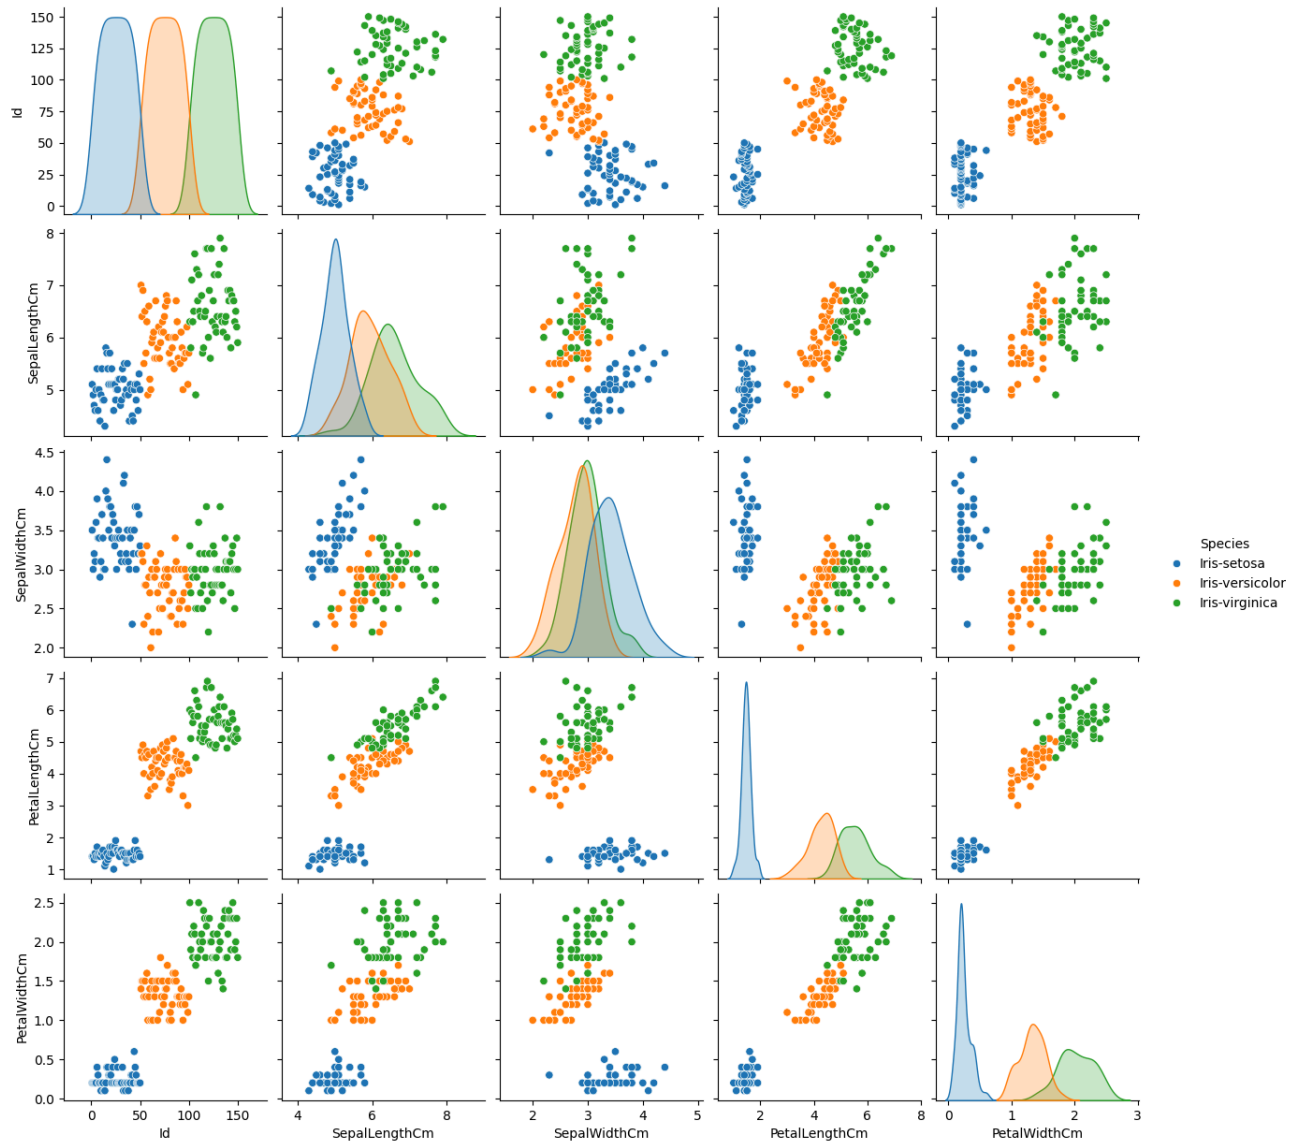 150
125
100
75
50
25
0
Id
8
7
6
5
SepalLengthCm
4.5
4.0
3.5
3.0
2.5
2.0
SepalWidthCm
Species
Iris-setosa
Iris-versicolor
Iris-virginica
7
6
5
4
3
2
1
PetalLengthCm
2.5
2.0
1.5
1.0
0.5
0.0
PetalWidthCm
0 50 100 150
4 6 8
2 3 4 5
2 4 6 8
0 1 2 3
Id SepalLengthCm SepalWidthCm PetalLengthCm PetalWidthCm